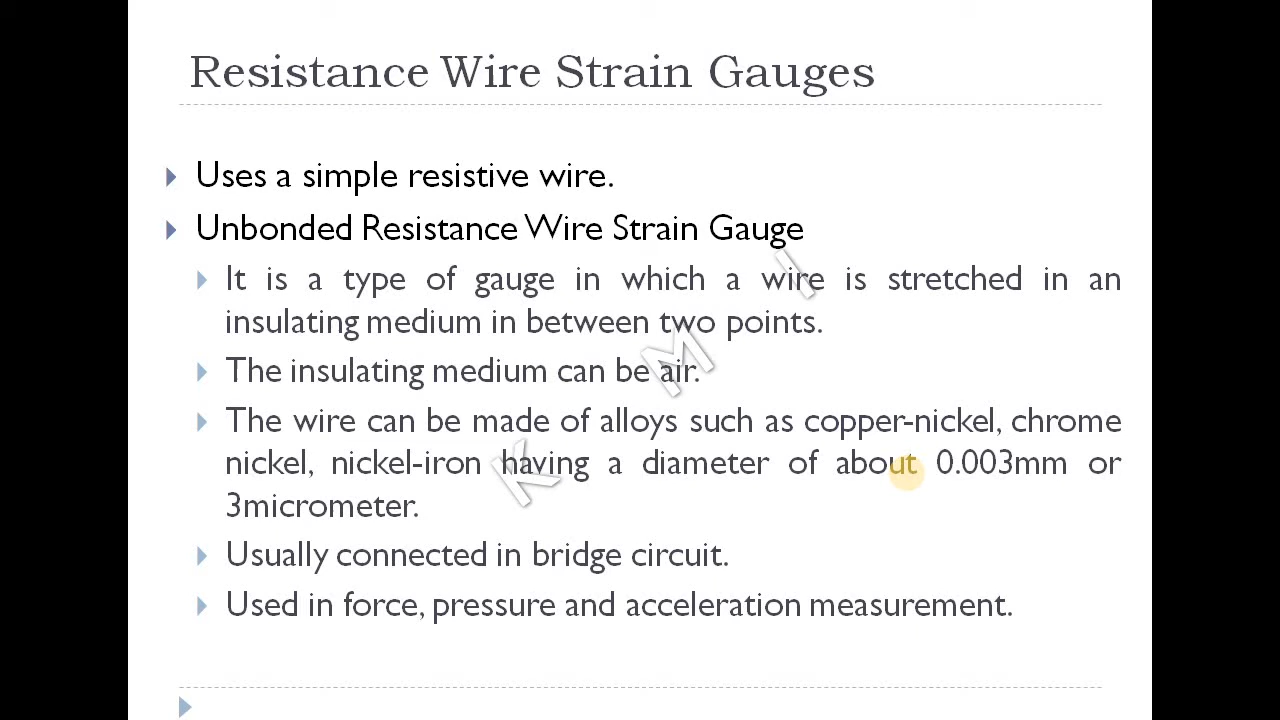 Resistance Wire Strain Gauges
Uses a simple resistive wire.
Unbonded Resistance Wire Strain Gauge
It is a type of gauge in which a wire is stretched in an
insulating medium in between two points.
The insulating medium can be air.
The wire can be made of alloys such as copper-nickel, chrome
nickel, nickel-iron having a diameter of about 0.003mm or
3micrometer.
Usually connected in bridge circuit.
Used in force, pressure and acceleration measurement.
K M I